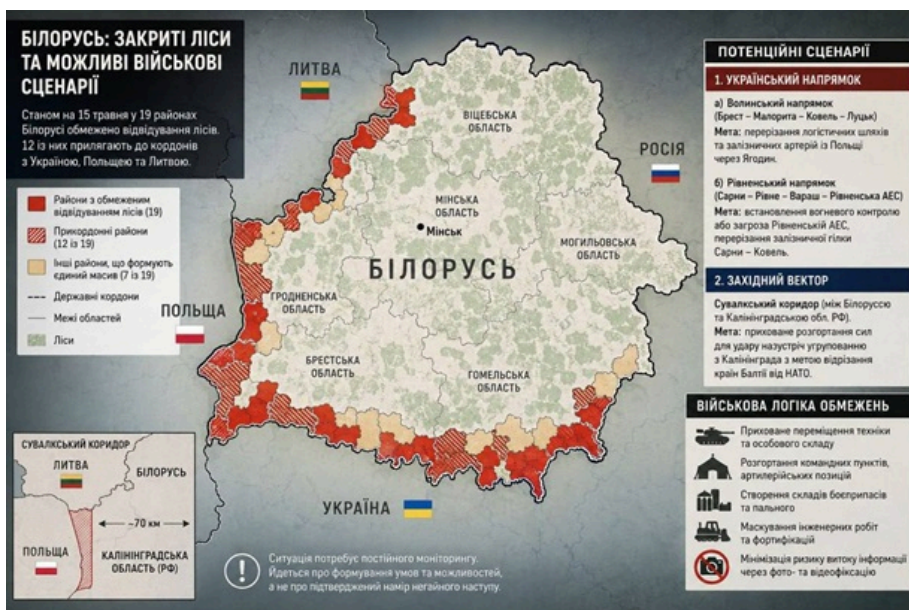 БІЛОРУСЬ: ЗАКРИТІ ЛІСИ
ТА МОЖЛИВІ ВІЙСЬКОВІ
СЦЕНАРІЇ
Станом на 15 травня у 19 районах
Білорусі обмежено відвідування лісів.
12 із них прилягають до кордонів
з Україною, Польщею та Литвою.
Райони з обмеженим
відвідуванням лісів (19)
Прикордонні райони
(12 із 19)
Інші райони, що формують
єдиний масив (7 із 19)
Державні кордони
Межі областей
Ліси
ЛИТВА
ПОЛЬЩА
УКРАЇНА
РОСІЯ
ВІЦЕБСЬКА
ОБЛАСТЬ
МІНСЬКА
ОБЛАСТЬ
Мінськ
МОГИЛЬОВСЬКА
ОБЛАСТЬ
БІЛОРУСЬ
ГРОДНЕНСЬКА
ОБЛАСТЬ
БРЕСТСЬКА
ОБЛАСТЬ
ГОМЕЛЬСЬКА
ОБЛАСТЬ
СУВАЛКСЬКИЙ КОРИДОР
ЛИТВА
БІЛОРУСЬ
~70 км
ПОЛЬЩА
КАЛІНІНГРАДСЬКА
ОБЛАСТЬ (РФ)
Ситуація потребує постійного моніторингу.
Йдеться про формування умов та можливостей,
а не про підтверджений намір негайного наступу.
ПОТЕНЦІЙНІ СЦЕНАРІЇ
1. УКРАЇНСЬКИЙ НАПРЯМОК
а) Волинський напрямок
(Брест – Малорита – Ковель – Луцьк)
Мета: перерізання логістичних шляхів
та залізничних артерій із Польщі
через Ягодин.
б) Рівненський напрямок
(Сарни – Рівне – Вараш – Рівненська АЕС)
Мета: встановлення вогневого контролю
або загроза Рівненській АЕС,
перерізання залізничної гілки
Сарни – Ковель.
2. ЗАХІДНИЙ ВЕКТОР
Сувалкський коридор (між Білоруссю
та Калінінградською обл. РФ).
Мета: приховане розгортання сил
для удару назустріч угрупованню
з Калінінграда з метою відрізання
країн Балтії від НАТО.
ВІЙСЬКОВА ЛОГІКА ОБМЕЖЕНЬ
Приховане переміщення техніки
та особового складу
Розгортання командних пунктів,
артилерійських позицій
Створення складів боєприпасів
та пального
Маскування інженерних робіт
та фортифікацій
Мінімізація ризику витоку інформації
через фото- та відеофіксацію